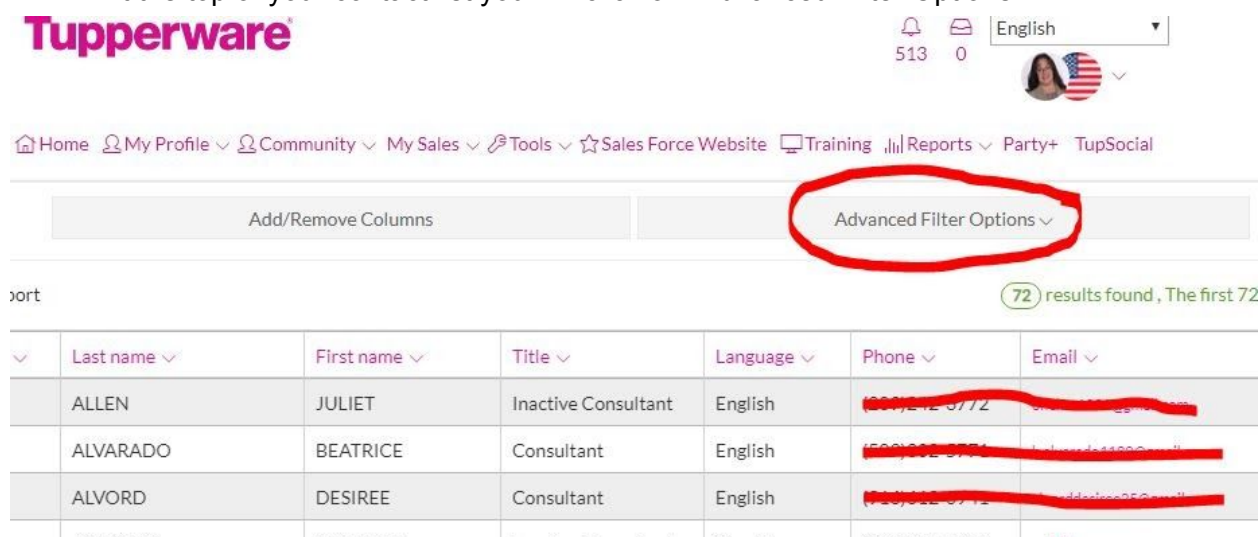 Tupperware
English
513 0
Home My Profile Community My Sales Tools Sales Force Website Training Reports Party+ TupSocial
Add/Remove Columns Advanced Filter Options
port 72 results found , The first 72
Last name First name Title Language Phone Email
ALLEN JULIET Inactive Consultant English
ALVARADO BEATRICE Consultant English
ALVORD DESIREE Consultant English